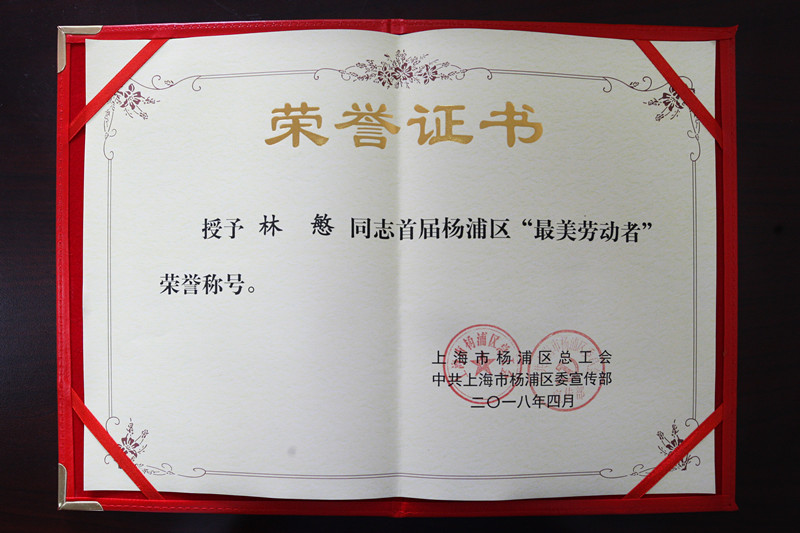 荣誉证书
授予 林 慜 同志首届杨浦区“最美劳动者”
荣誉称号。
上海市杨浦区总工会
中共上海市杨浦区委宣传部
二〇一八年四月